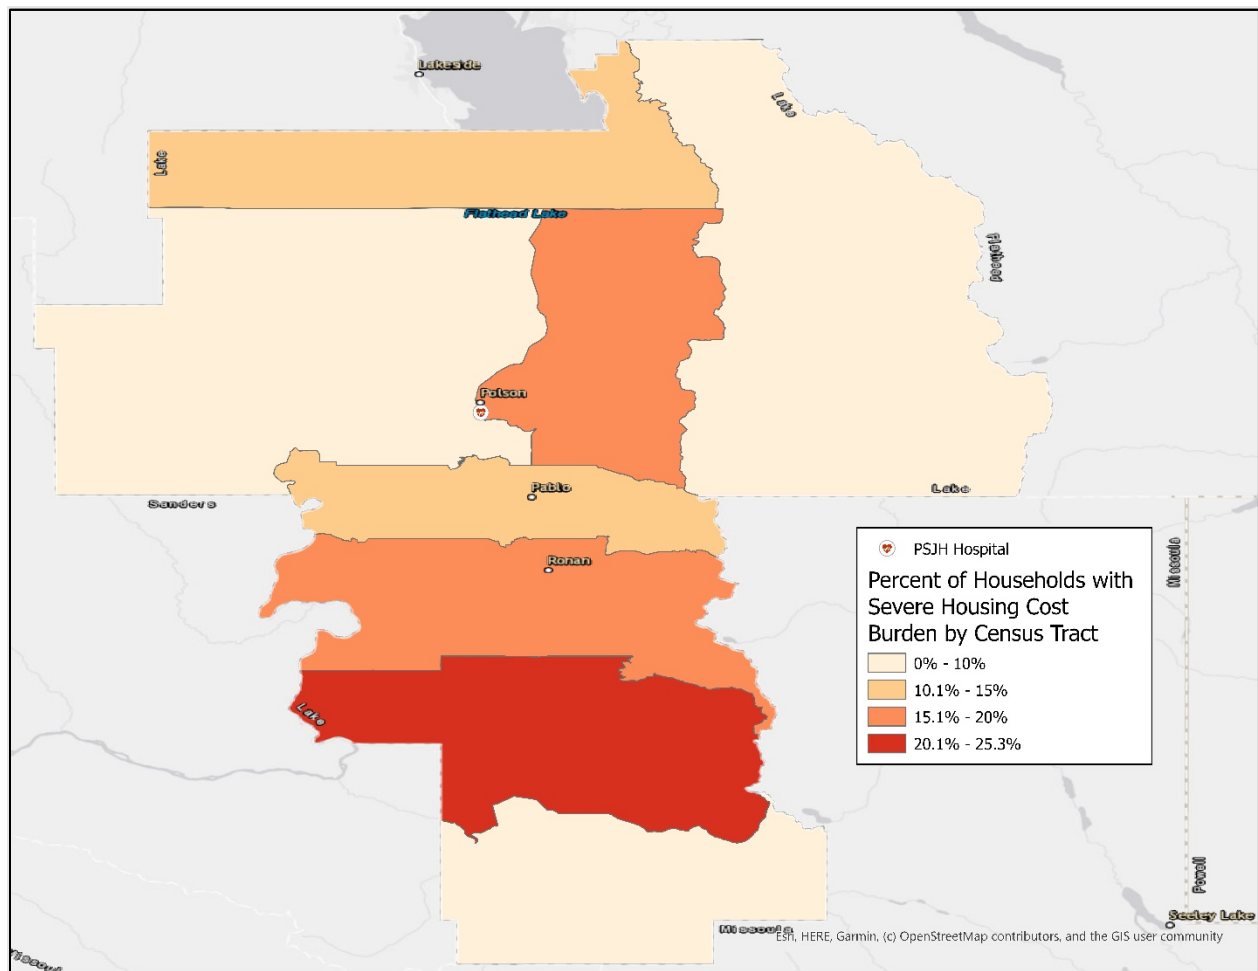 Lakeside
Lake
Lake
Flathead Lake
Flathead
Polson
Pablo
Lake
Sanders
Ronan
Missoula
PSJH Hospital
Percent of Households with
Severe Housing Cost
Burden by Census Tract
0% - 10%
10.1% - 15%
15.1% - 20%
20.1% - 25.3%
Lake
Powell
Seeley Lake
Missoula
Esri, HERE, Garmin, (c) OpenStreetMap contributors, and the GIS user community